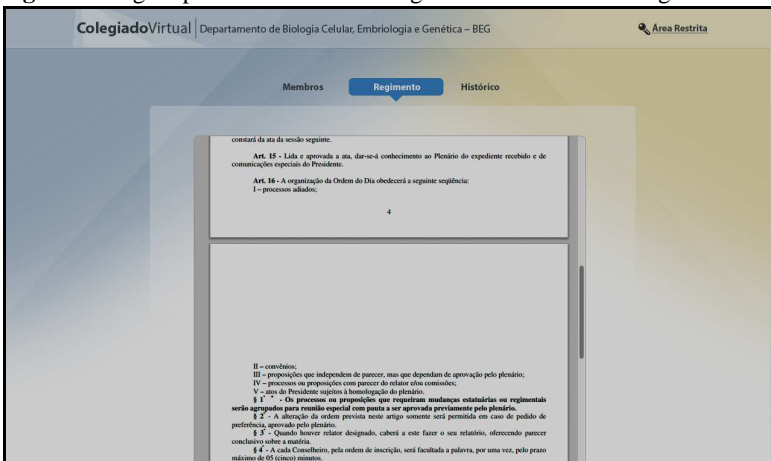 ColegiadoVirtual Departamento de Biologia Celular, Embriologia e Genética – BEG
Área Restrita
Membros
Regimento
Histórico
constará da ata da sessão seguinte.
Art. 15 - Lida e aprovada a ata, dar-se-á conhecimento ao Plenário do expediente recebido e de
comunicações especiais do Presidente.
Art. 16 - A organização da Ordem do Dia obedecerá a seguinte seqüência:
I – processos adiados;
4
II – convênios;
III – proposições que independem de parecer, mas que dependam de aprovação pelo plenário;
IV – processos ou proposições com parecer do relator e/ou comissões;
V – atos do Presidente sujeitos à homologação do plenário.
§ 1° - Os processos ou proposições que requeiram mudanças estatuárias ou regimentais
serão agrupados para reunião especial com pauta a ser aprovada previamente pelo plenário.
§ 2° - A alteração da ordem prevista neste artigo somente será permitida em caso de pedido de
preferência, aprovado pelo plenário.
§ 3° - Quando houver relator designado, caberá a este fazer o seu relatório, oferecendo parecer
conclusivo sobre a matéria.
§ 4° - A cada Conselheiro, pela ordem de inscrição, será facultada a palavra, por uma vez, pelo prazo
máximo de 05 (cinco) minutos.